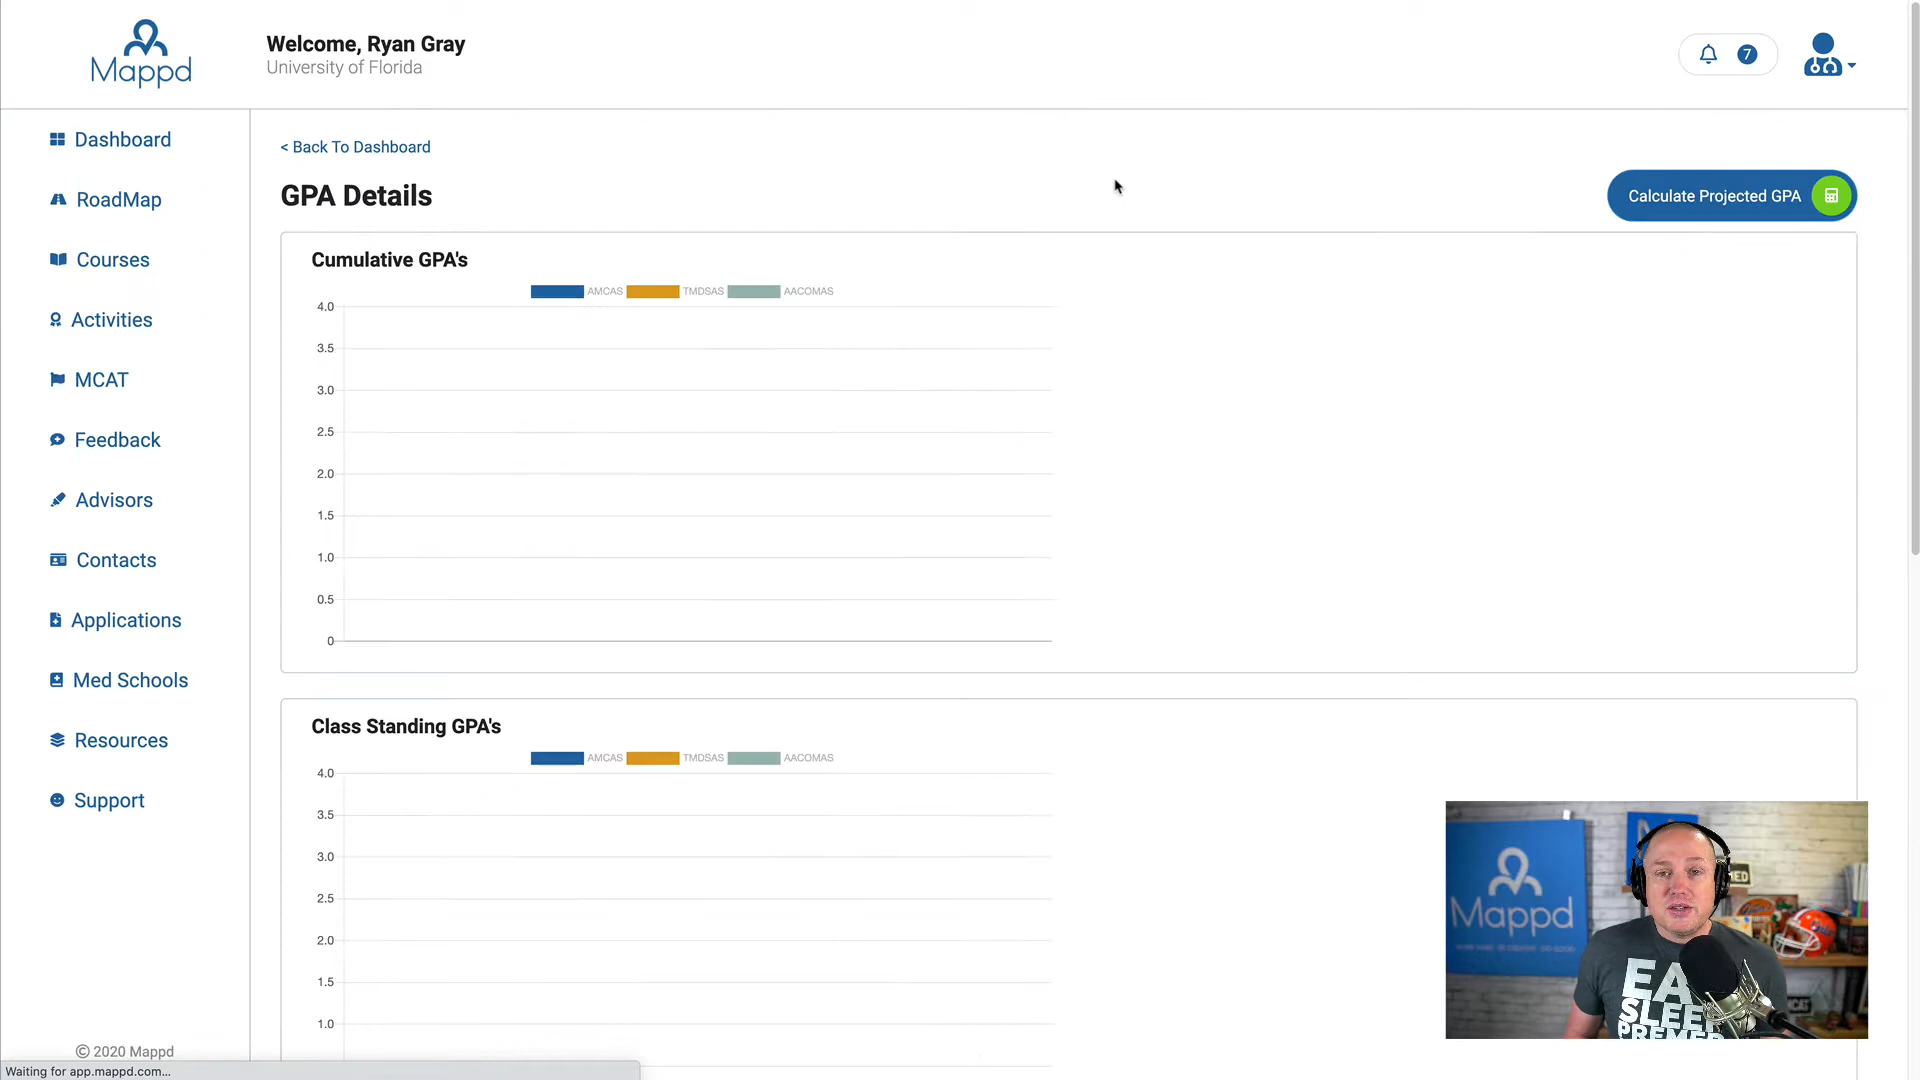 Mappd
Welcome, Ryan Gray
University of Florida
7
Dashboard
RoadMap
Courses
Activities
MCAT
Feedback
Advisors
Contacts
Applications
Med Schools
Resources
Support
© 2020 Mappd
Waiting for app.mappd.com...
< Back To Dashboard
GPA Details
Calculate Projected GPA
Cumulative GPA's
AMCAS TMDSAS AACOMAS
4.0
3.5
3.0
2.5
2.0
1.5
1.0
0.5
0
Class Standing GPA's
AMCAS TMDSAS AACOMAS
4.0
3.5
3.0
2.5
2.0
1.5
1.0
Mappd
EA
SLEE
PREMED